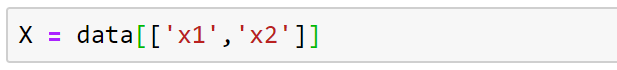 X = data[['x1','x2']]